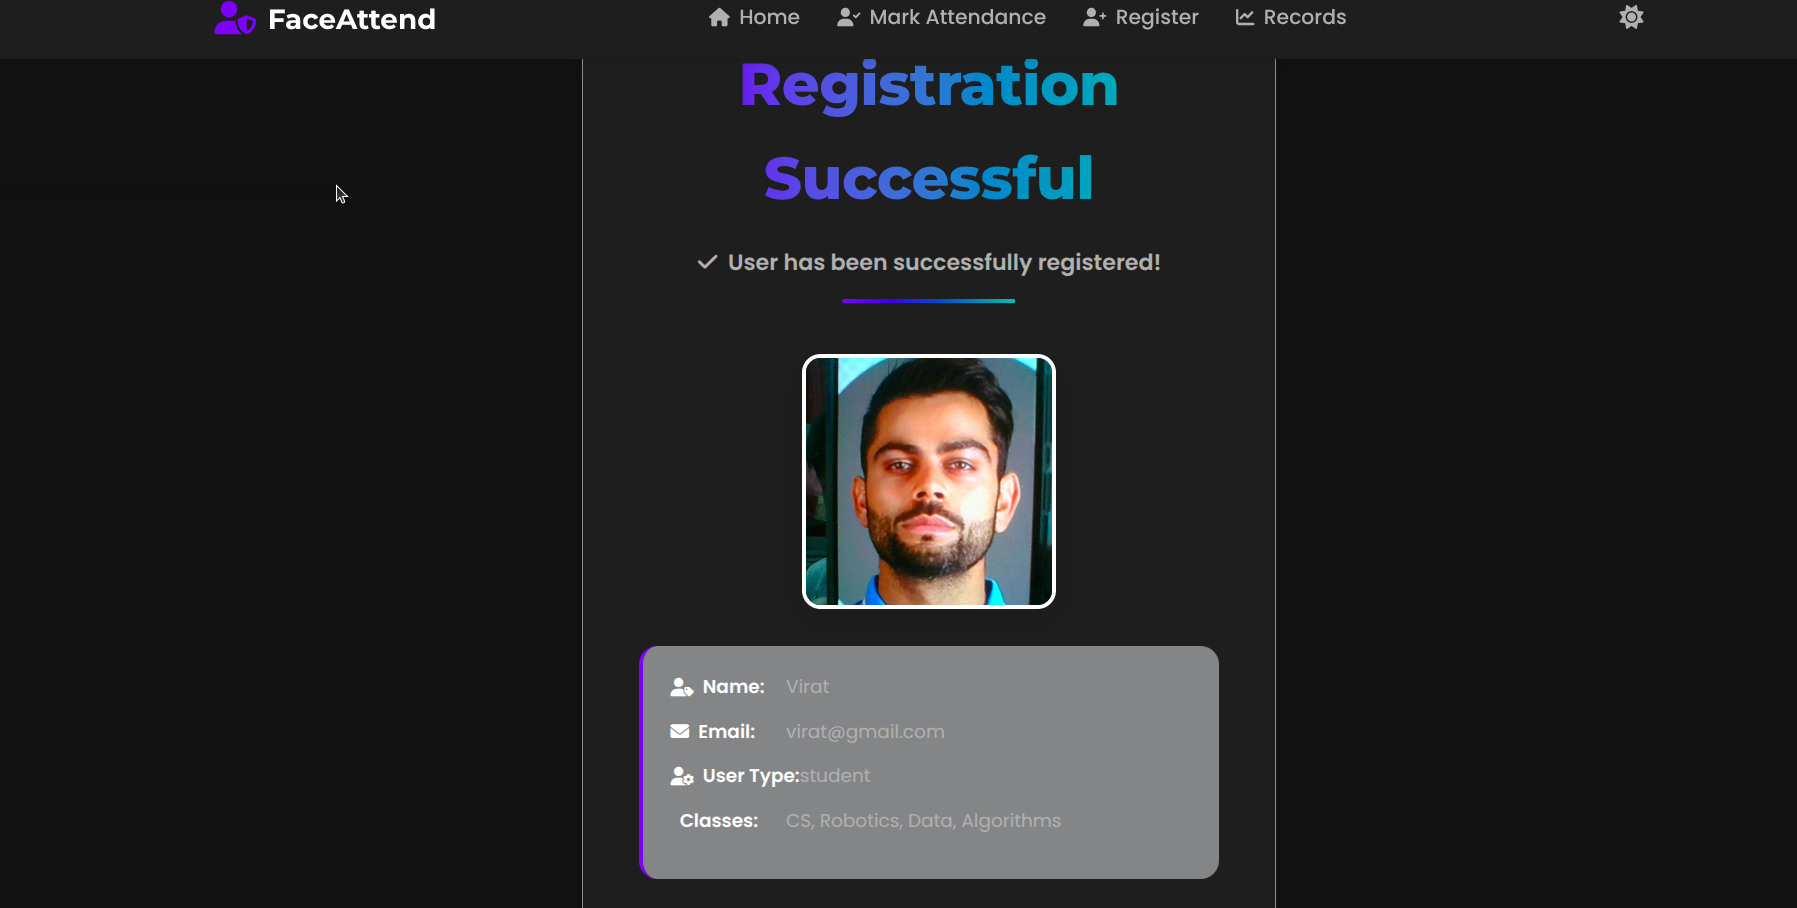 FaceAttend
Home Mark Attendance Register Records
Registration
Successful
User has been successfully registered!
Name: Virat
Email: virat@gmail.com
User Type:student
Classes: CS, Robotics, Data, Algorithms